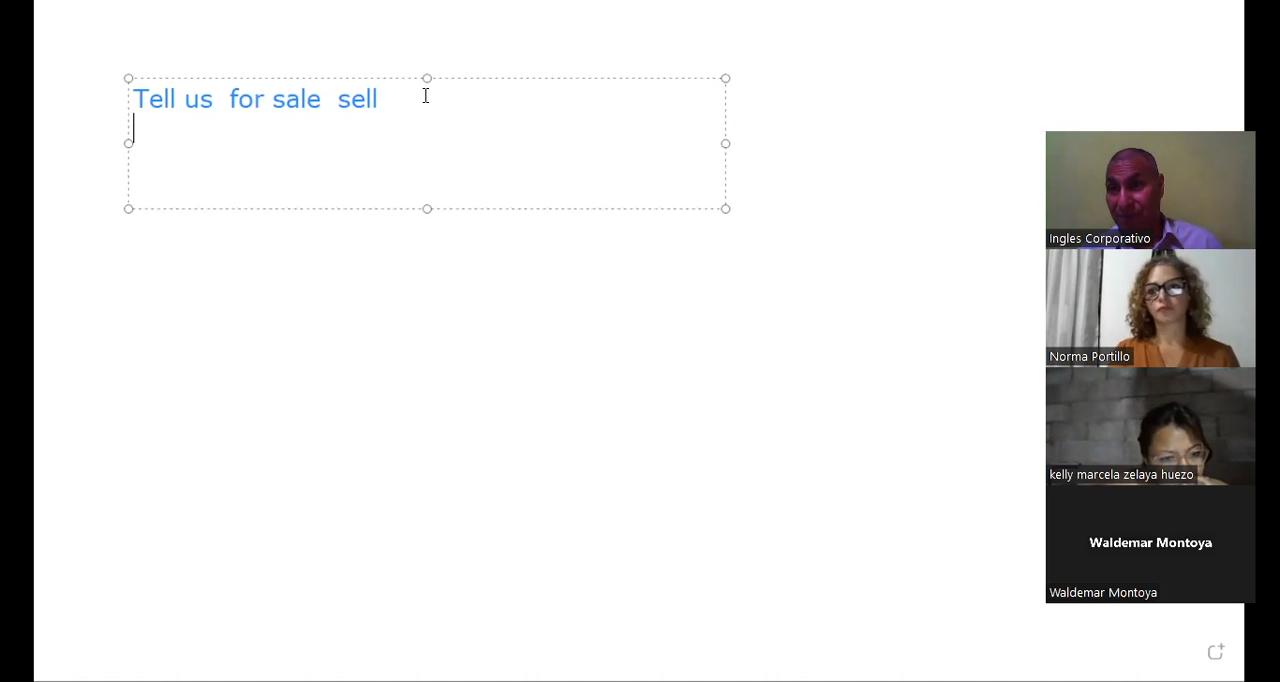 Tell us  for sale  sell
Ingles Corporativo
Norma Portillo
kelly marcela zelaya huezo
Waldemar Montoya
Waldemar Montoya